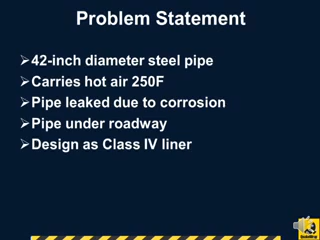 Problem Statement
➢42-inch diameter steel pipe
➢Carries hot air 250F
➢Pipe leaked due to corrosion
➢Pipe under roadway
➢Design as Class IV liner